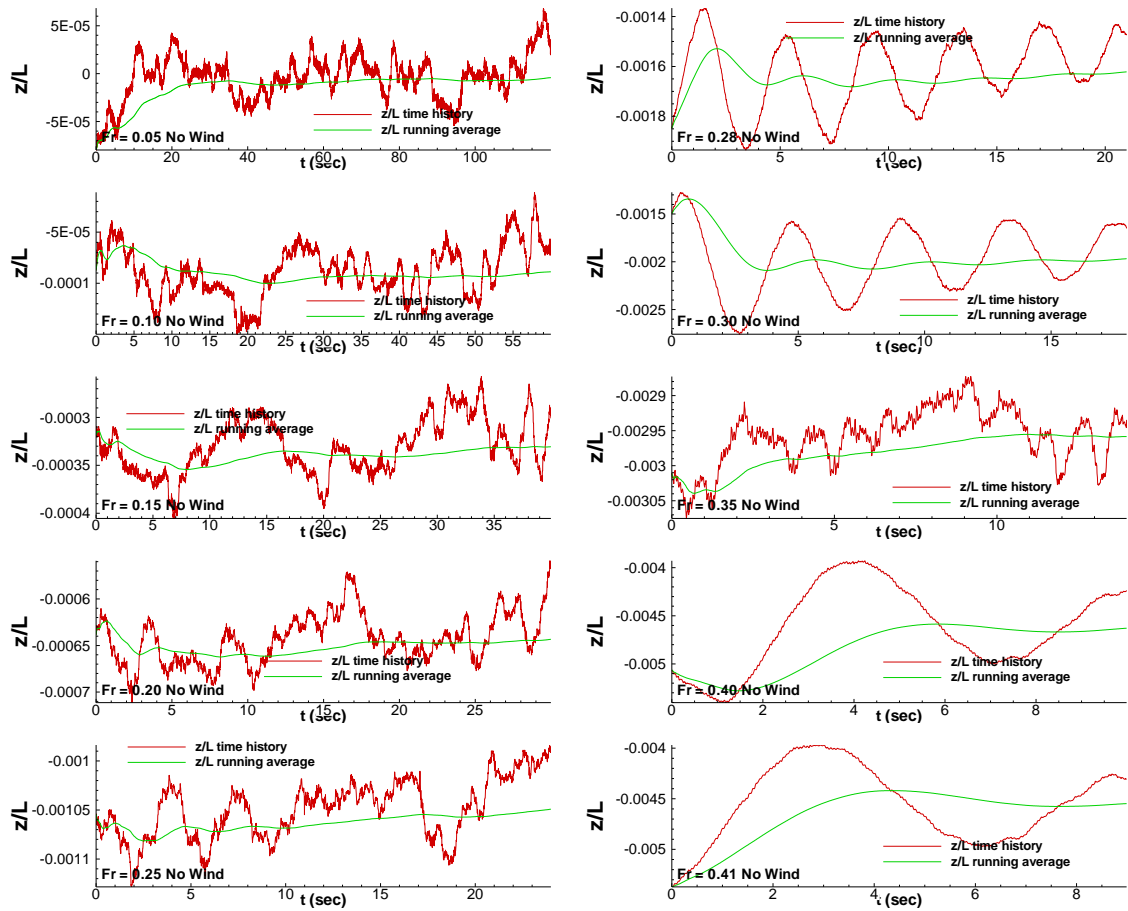 5E-05
0
-5E-05
z/L
z/L time history
z/L running average
Fr = 0.05 No Wind
0 20 40 60 80 100
t (sec)
-5E-05
-0.0001
z/L
z/L time history
z/L running average
Fr = 0.10 No Wind
0 5 10 15 20 25 30 35 40 45 50 55
t (sec)
-0.0003
-0.00035
-0.0004
z/L
z/L time history
z/L running average
Fr = 0.15 No Wind
0 5 10 15 20 25 30 35
t (sec)
-0.0006
-0.00065
-0.0007
z/L
z/L time history
z/L running average
Fr = 0.20 No Wind
0 5 10 15 20 25
t (sec)
-0.001
-0.00105
-0.0011
z/L
z/L time history
z/L running average
Fr = 0.25 No Wind
0 5 10 15 20
t (sec)
-0.0014
-0.0016
-0.0018
z/L
z/L time history
z/L running average
Fr = 0.28 No Wind
0 5 10 15 20
t (sec)
-0.0015
-0.002
-0.0025
z/L
z/L time history
z/L running average
Fr = 0.30 No Wind
0 5 10 15
t (sec)
-0.0029
-0.00295
-0.003
-0.00305
z/L
z/L time history
z/L running average
Fr = 0.35 No Wind
5 10
t (sec)
-0.004
-0.0045
-0.005
z/L
z/L time history
z/L running average
Fr = 0.40 No Wind
0 2 4 6 8
t (sec)
-0.004
-0.0045
-0.005
z/L
z/L time history
z/L running average
Fr = 0.41 No Wind
0 2 4 6 8
t (sec)